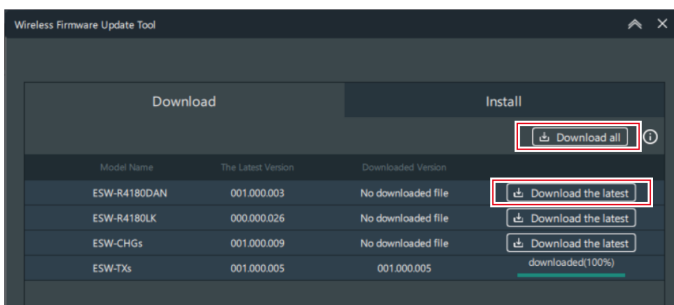 Wireless Firmware Update Tool
Download Install
Download all
Model Name The Latest Version Downloaded Version
ESW-R4180DAN 001.000.003 No downloaded file Download the latest
ESW-R4180LK 000.000.026 No downloaded file Download the latest
ESW-CHGs 001.000.009 No downloaded file Download the latest
ESW-TXs 001.000.005 001.000.005 downloaded(100%)